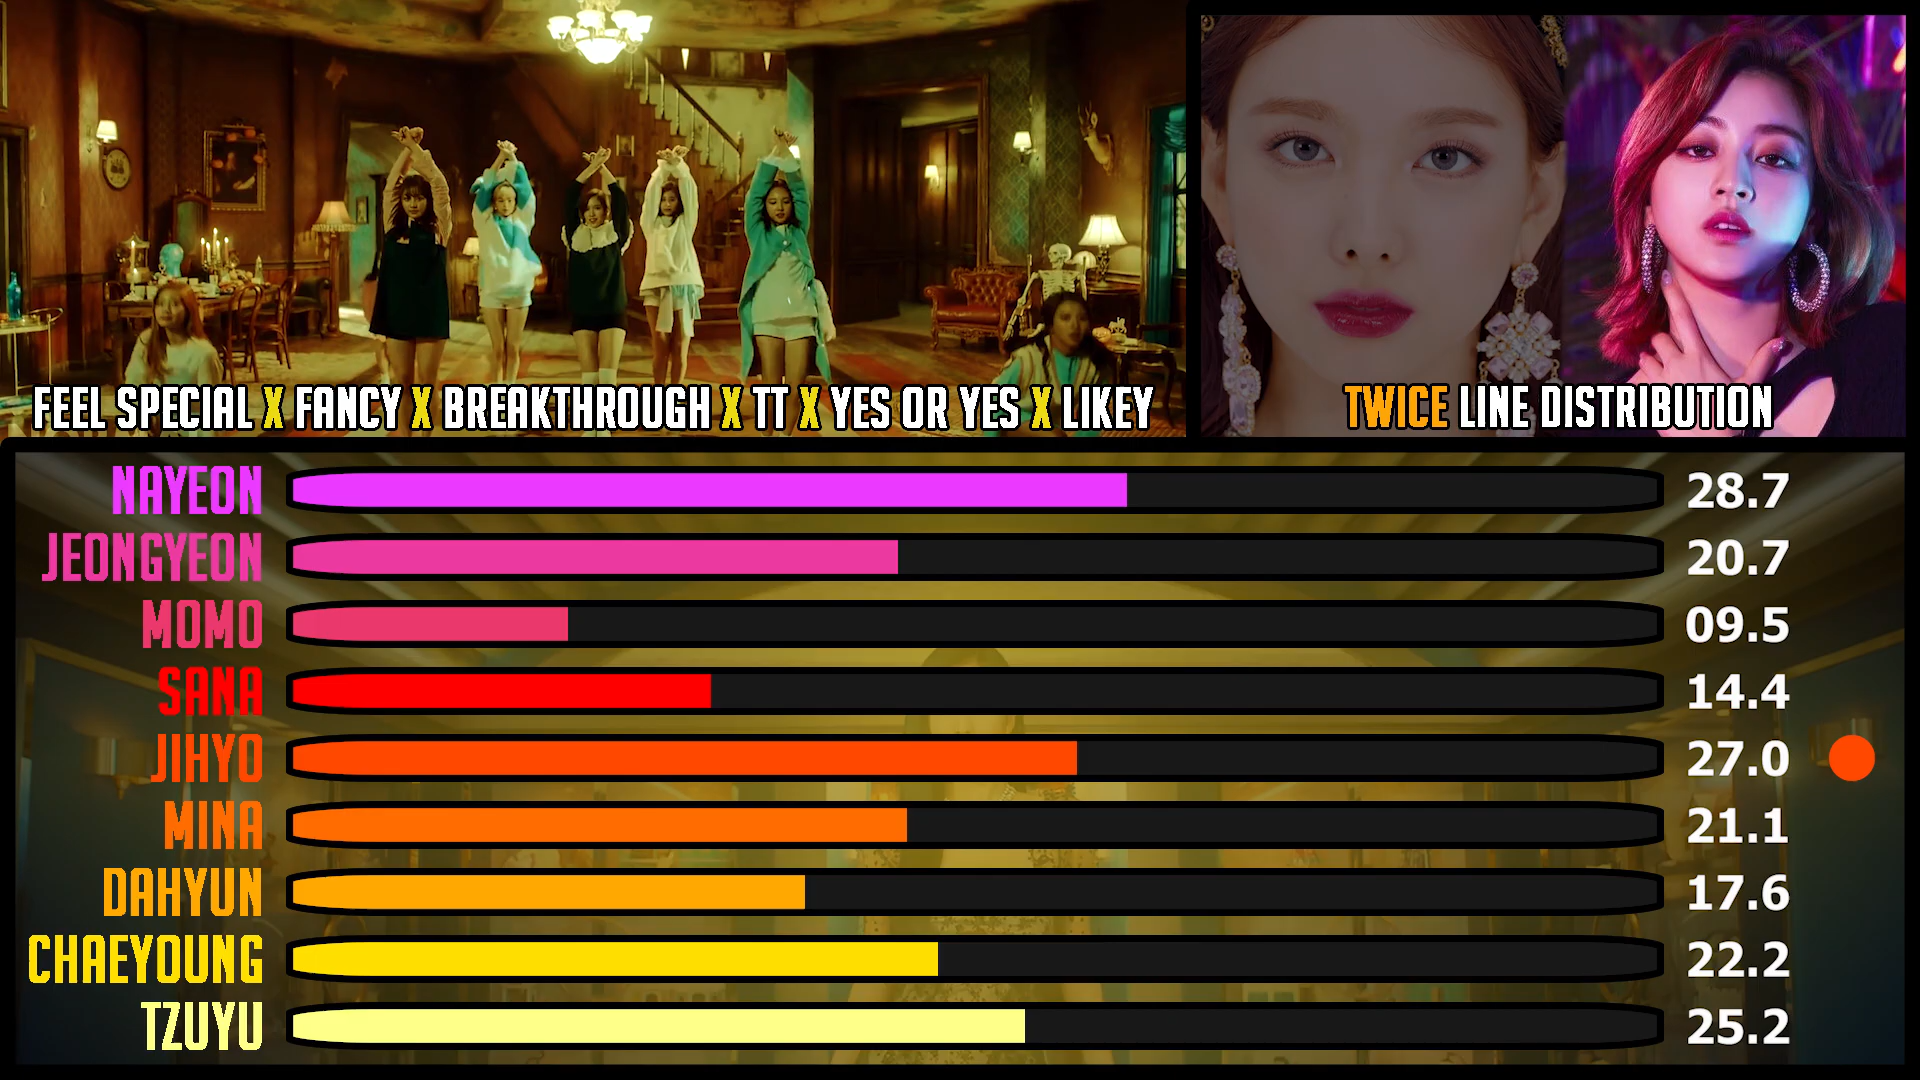 FEEL SPECIAL X FANCY X BREAKTHROUGH X TT X YES OR YES X LIKEY
TWICE LINE DISTRIBUTION
NAYEON 28.7
JEONGYEON 20.7
MOMO 09.5
SANA 14.4
JIHYO 27.0
MINA 21.1
DAHYUN 17.6
CHAEYOUNG 22.2
TZUYU 25.2